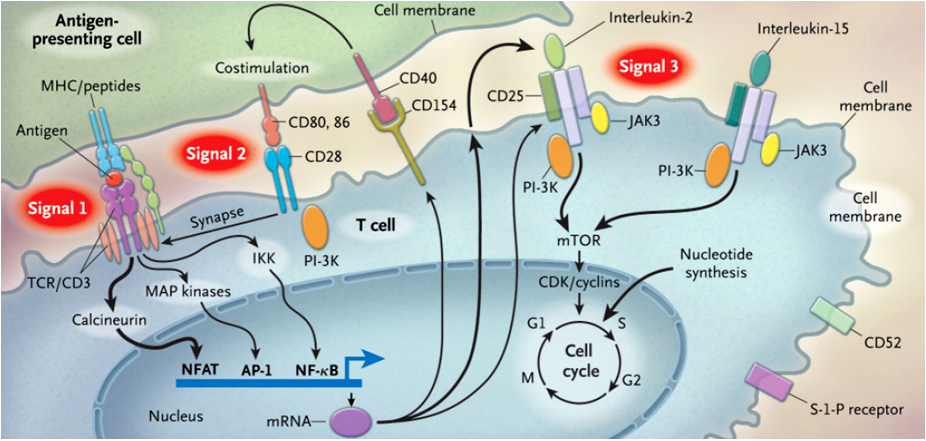 Antigen-
presenting cell
Cell membrane
Interleukin-2
Interleukin-15
Costimulation
Signal 3
MHC/peptides
CD40
CD25
Cell
membrane
CD154
Antigen
CD80, 86
JAK3
Signal 2
CD28
JAK3
PI-3K
PI-3K
Signal 1
Synapse
T cell
Cell
membrane
mTOR
IKK
PI-3K
Nucleotide
synthesis
TCR/CD3
MAP kinases
CDK/cyclins
Calcineurin
G1
S
CD52
Cell
cycle
NFAT
AP-1
NF-κB
M
G2
Nucleus
mRNA
S-1-P receptor